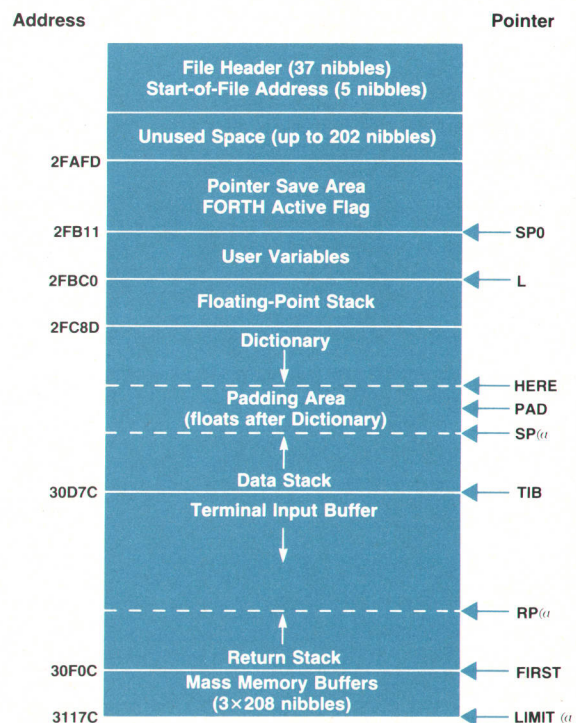 Address
Pointer
File Header (37 nibbles)
Start-of-File Address (5 nibbles)
Unused Space (up to 202 nibbles)
2FAFD
Pointer Save Area
FORTH Active Flag
2FB11
SP0
User Variables
2FBC0
L
Floating-Point Stack
2FC8D
Dictionary
HERE
Padding Area
(floats after Dictionary)
PAD
SP@
Data Stack
30D7C
TIB
Terminal Input Buffer
RP@
Return Stack
30F0C
FIRST
Mass Memory Buffers
(3×208 nibbles)
3117C
LIMIT @